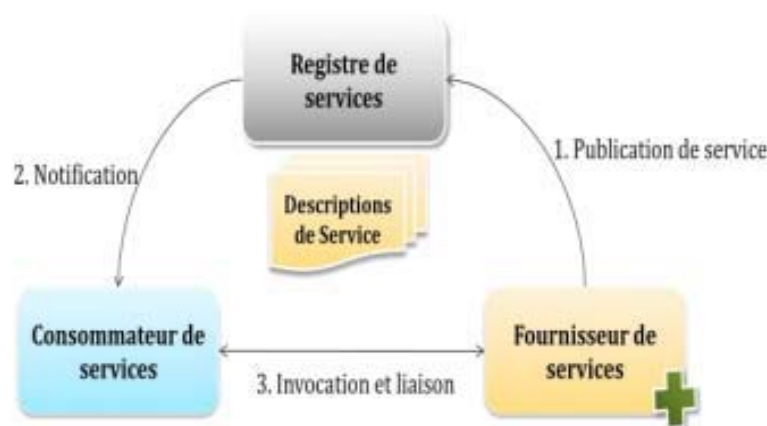 Registre de
services
1. Publication de service
2. Notification
Descriptions
de Service
Consommateur de
services
Fournisseur de
services
3. Invocation et liaison